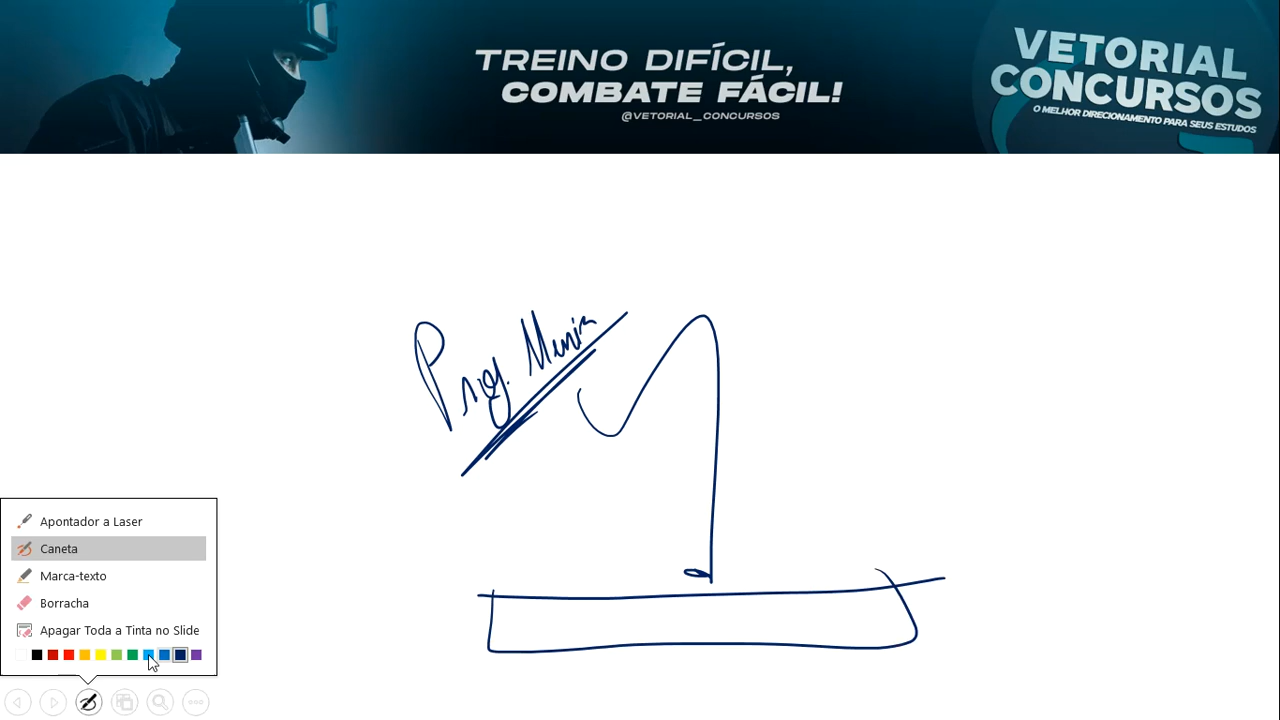 TREINO DIFÍCIL,
COMBATE FÁCIL!
@VETORIAL_CONCURSOS
VETORIAL
CONCURSOS
O MELHOR DIRECIONAMENTO PARA SEUS ESTUDOS
Prof.
Apontador a Laser
Caneta
Marca-texto
Borracha
Apagar Toda a Tinta no Slide